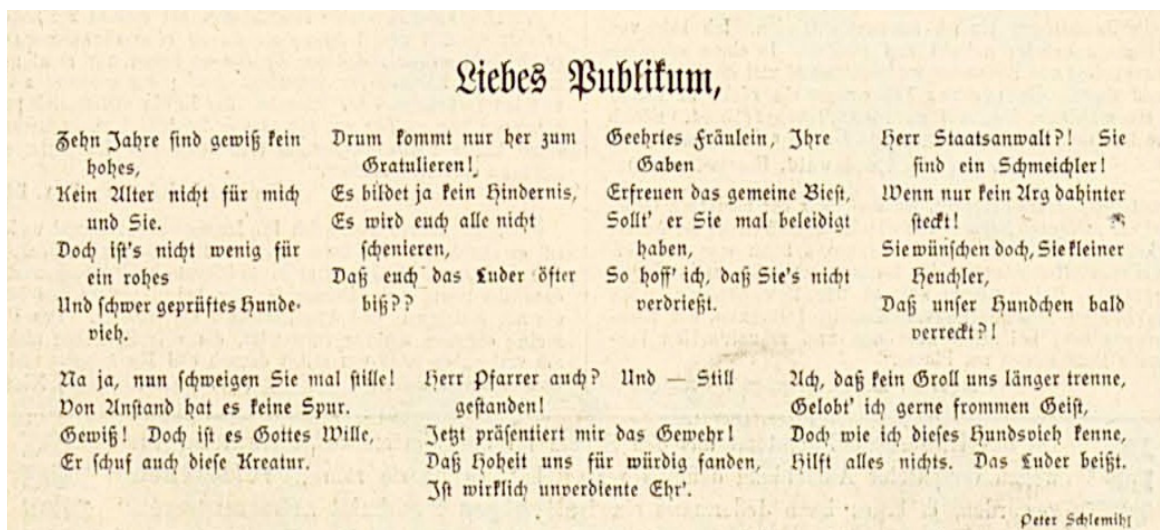 Liebes Publikum,
Zehn Jahre sind gewiß kein
hohes,
Kein Alter nicht für mich
und Sie.
Doch ist's nicht wenig für
ein rohes
Und schwer geprüftes Hunde-
vieh.
Drum kommt nur her zum
Gratulieren!
Es bildet ja kein Hindernis,
Es wird euch alle nicht
schenieren,
Daß euch das Luder öfter
biß??
Geehrtes Fräulein, Ihre
Gaben
Erfreuen das gemeine Biest,
Sollt' er Sie mal beleidigt
haben,
So hoff' ich, daß Sie's nicht
verdrießt.
Herr Staatsanwalt?! Sie
sind ein Schmeichler!
Wenn nur kein Arg dahinter
steckt!
Sie wünschen doch, Sie kleiner
Heuchler,
Daß unser Hundchen bald
verreckt?!
Na ja, nun schweigen Sie mal stille!
Von Anstand hat es keine Spur.
Gewiß! Doch ist es Gottes Wille,
Er schuf auch diese Kreatur.
Herr Pfarrer auch? Und — Still
gestanden!
Jetzt präsentiert mir das Gewehr!
Daß Hoheit uns für würdig fanden,
Ist wirklich unverdiente Ehr'.
Ach, daß kein Groll uns länger trenne,
Gelobt' ich gerne frommen Geist,
Doch wie ich dieses Hundsvieh kenne,
Hilft alles nichts. Das Luder beißt.
Peter Schlemihl